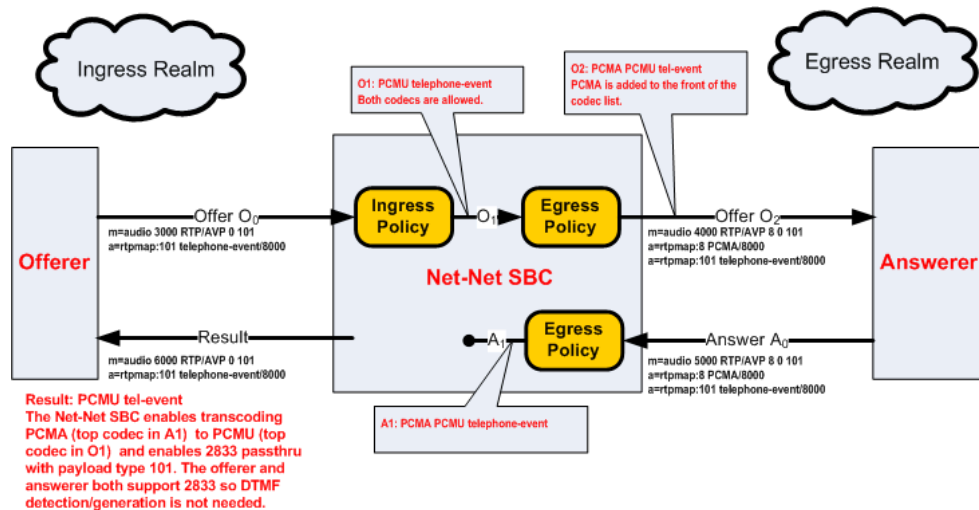 Ingress Realm
Egress Realm
O1: PCMU telephone-event
Both codecs are allowed.
O2: PCMA PCMU tel-event
PCMA is added to the front of the
codec list.
Offerer
Offer O0
m=audio 3000 RTP/AVP 0 101
a=rtpmap:101 telephone-event/8000
Ingress
Policy
O1
Egress
Policy
Offer O2
m=audio 4000 RTP/AVP 8 0 101
a=rtpmap:8 PCMA/8000
a=rtpmap:101 telephone-event/8000
Answerer
Net-Net SBC
Result
m=audio 6000 RTP/AVP 0 101
a=rtpmap:101 telephone-event/8000
A1
Egress
Policy
Answer A0
m=audio 5000 RTP/AVP 8 0 101
a=rtpmap:8 PCMA/8000
a=rtpmap:101 telephone-event/8000
A1: PCMA PCMU telephone-event
Result: PCMU tel-event
The Net-Net SBC enables transcoding
PCMA (top codec in A1) to PCMU (top
codec in O1) and enables 2833 passthru
with payload type 101. The offerer and
answerer both support 2833 so DTMF
detection/generation is not needed.